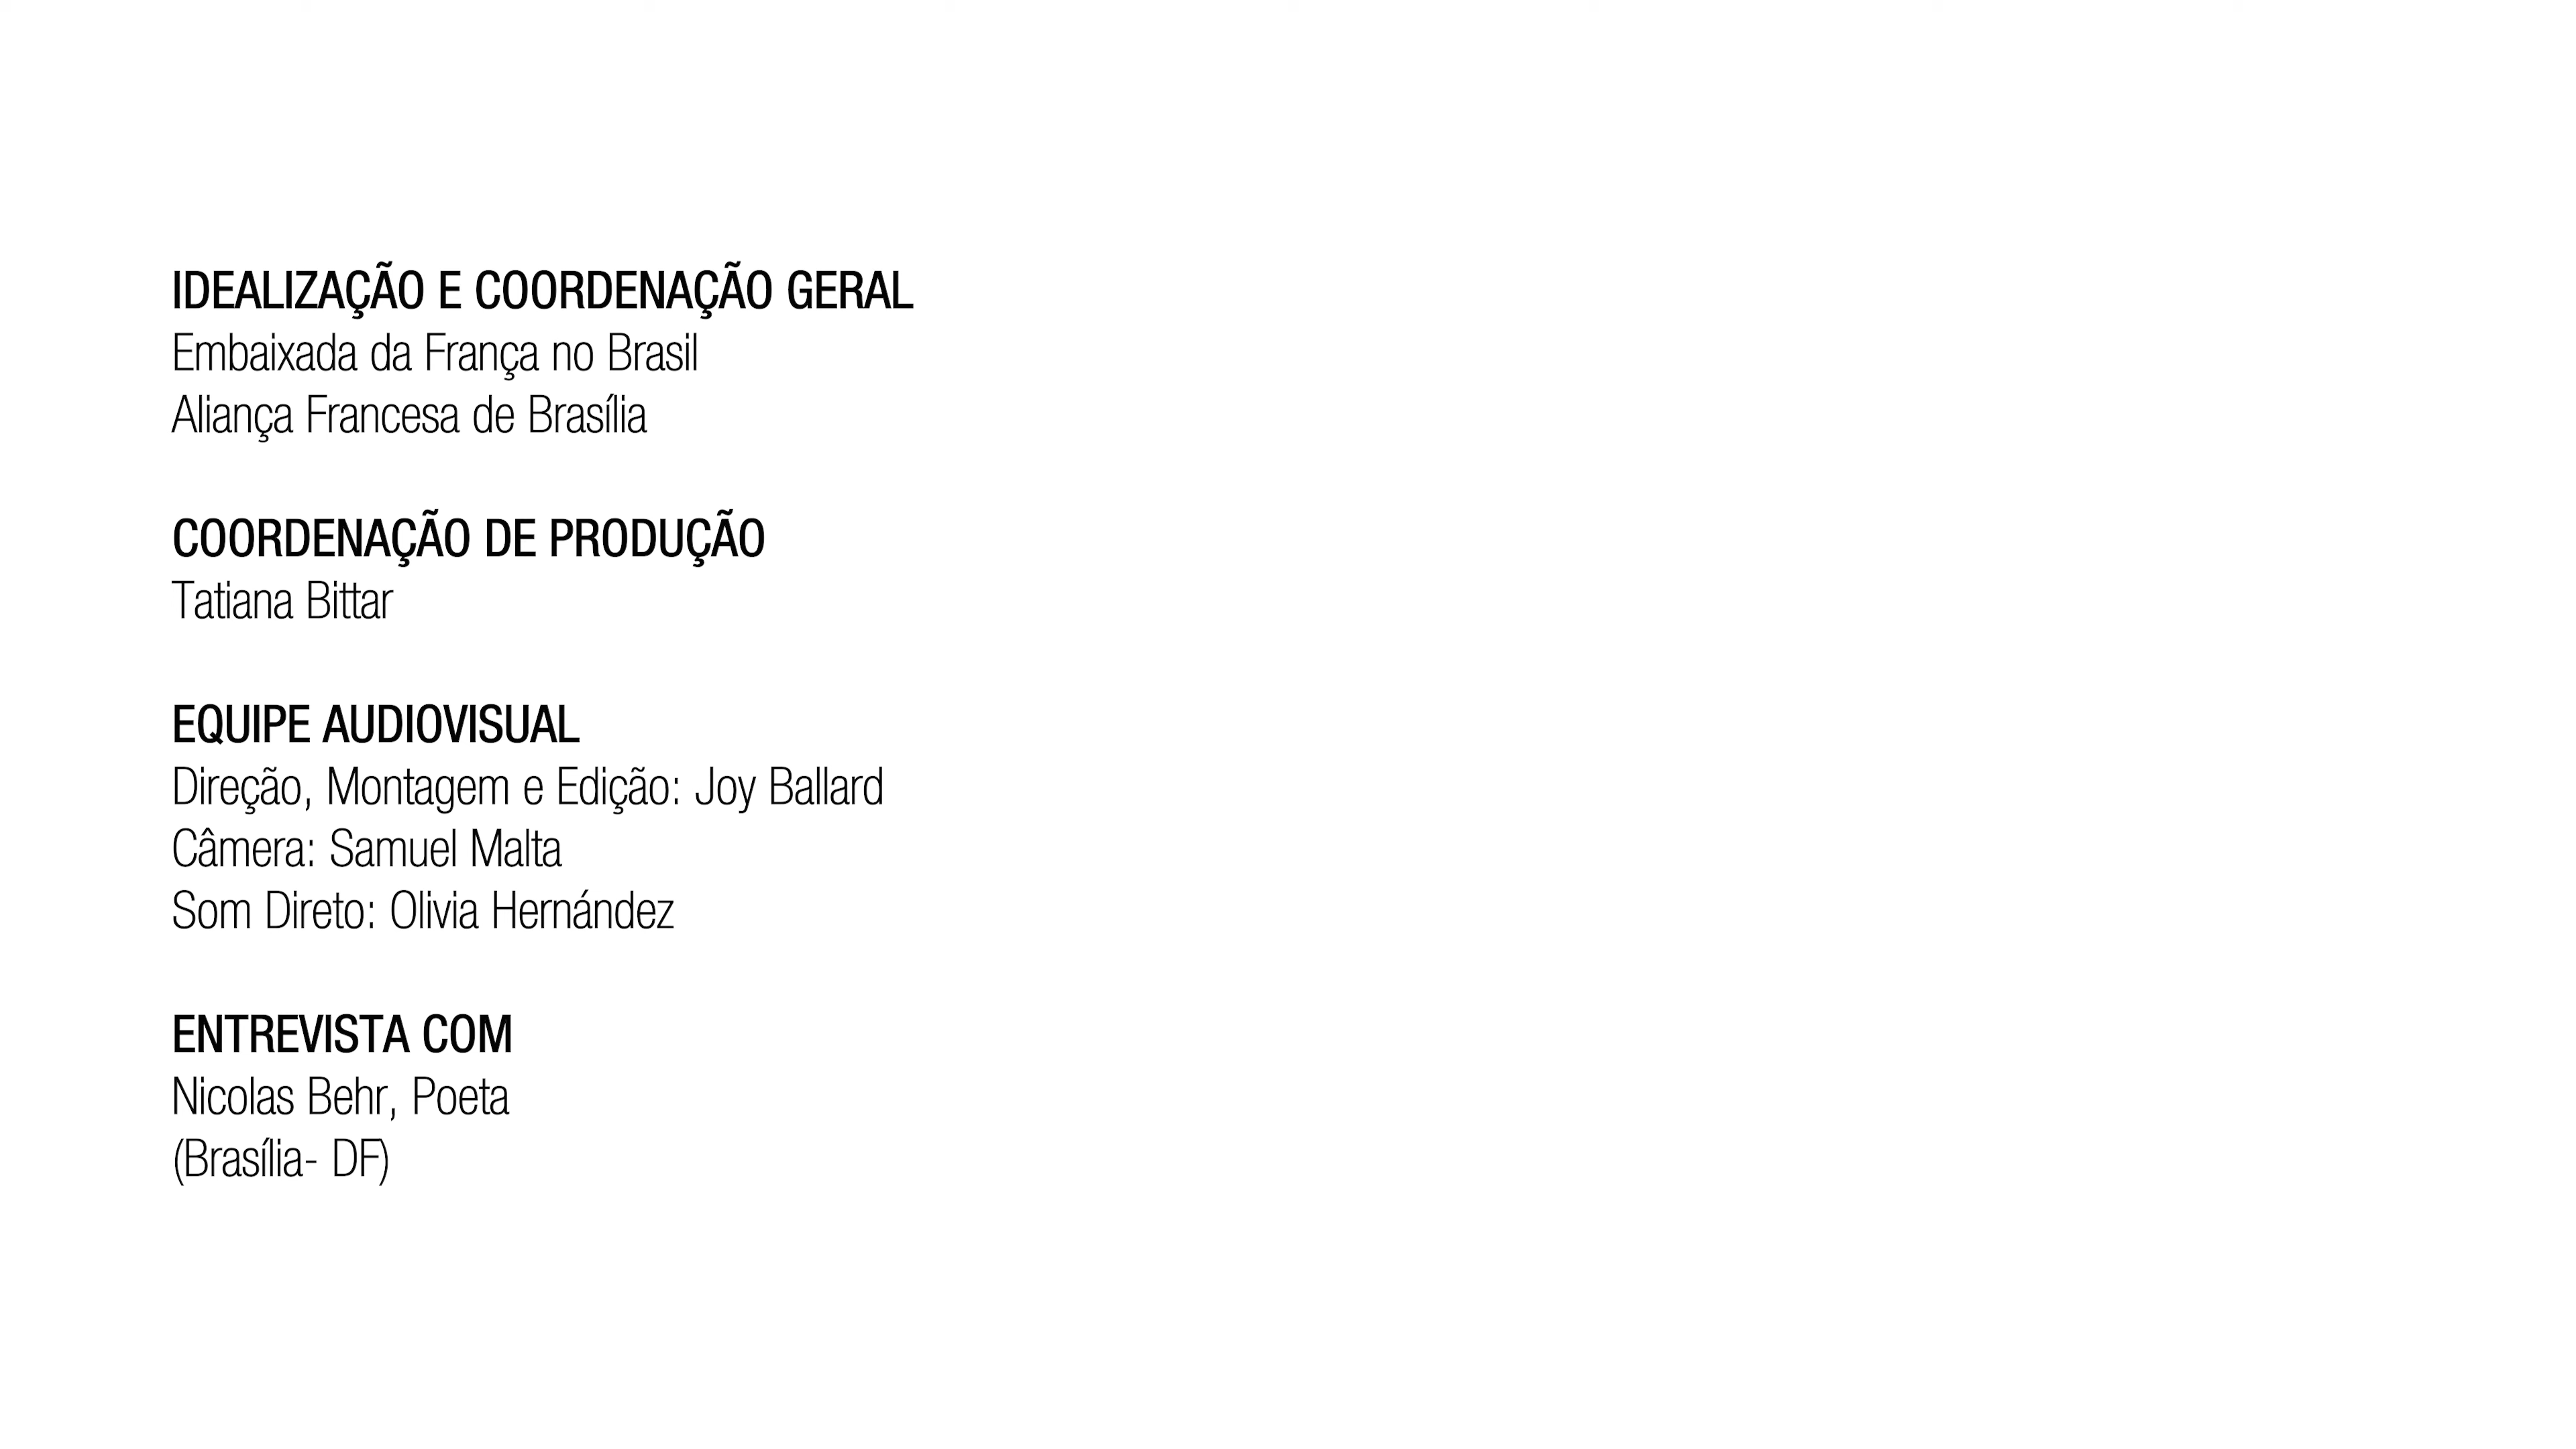 IDEALIZAÇÃO E COORDENAÇÃO GERAL
Embaixada da França no Brasil
Aliança Francesa de Brasília
COORDENAÇÃO DE PRODUÇÃO
Tatiana Bittar
EQUIPE AUDIOVISUAL
Direção, Montagem e Edição: Joy Ballard
Câmera: Samuel Malta
Som Direto: Olivia Hernández
ENTREVISTA COM
Nicolas Behr, Poeta
(Brasília- DF)